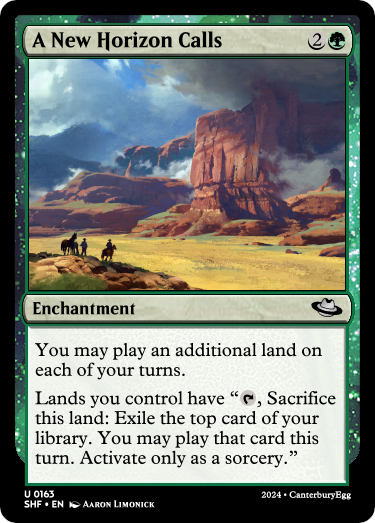 A New Horizon Calls 2
Enchantment
You may play an additional land on
each of your turns.
Lands you control have “, Sacrifice
this land: Exile the top card of your
library. You may play that card this
turn. Activate only as a sorcery.”
U 0163
SHF • EN Aaron Limonick
2024 • CanterburyEgg